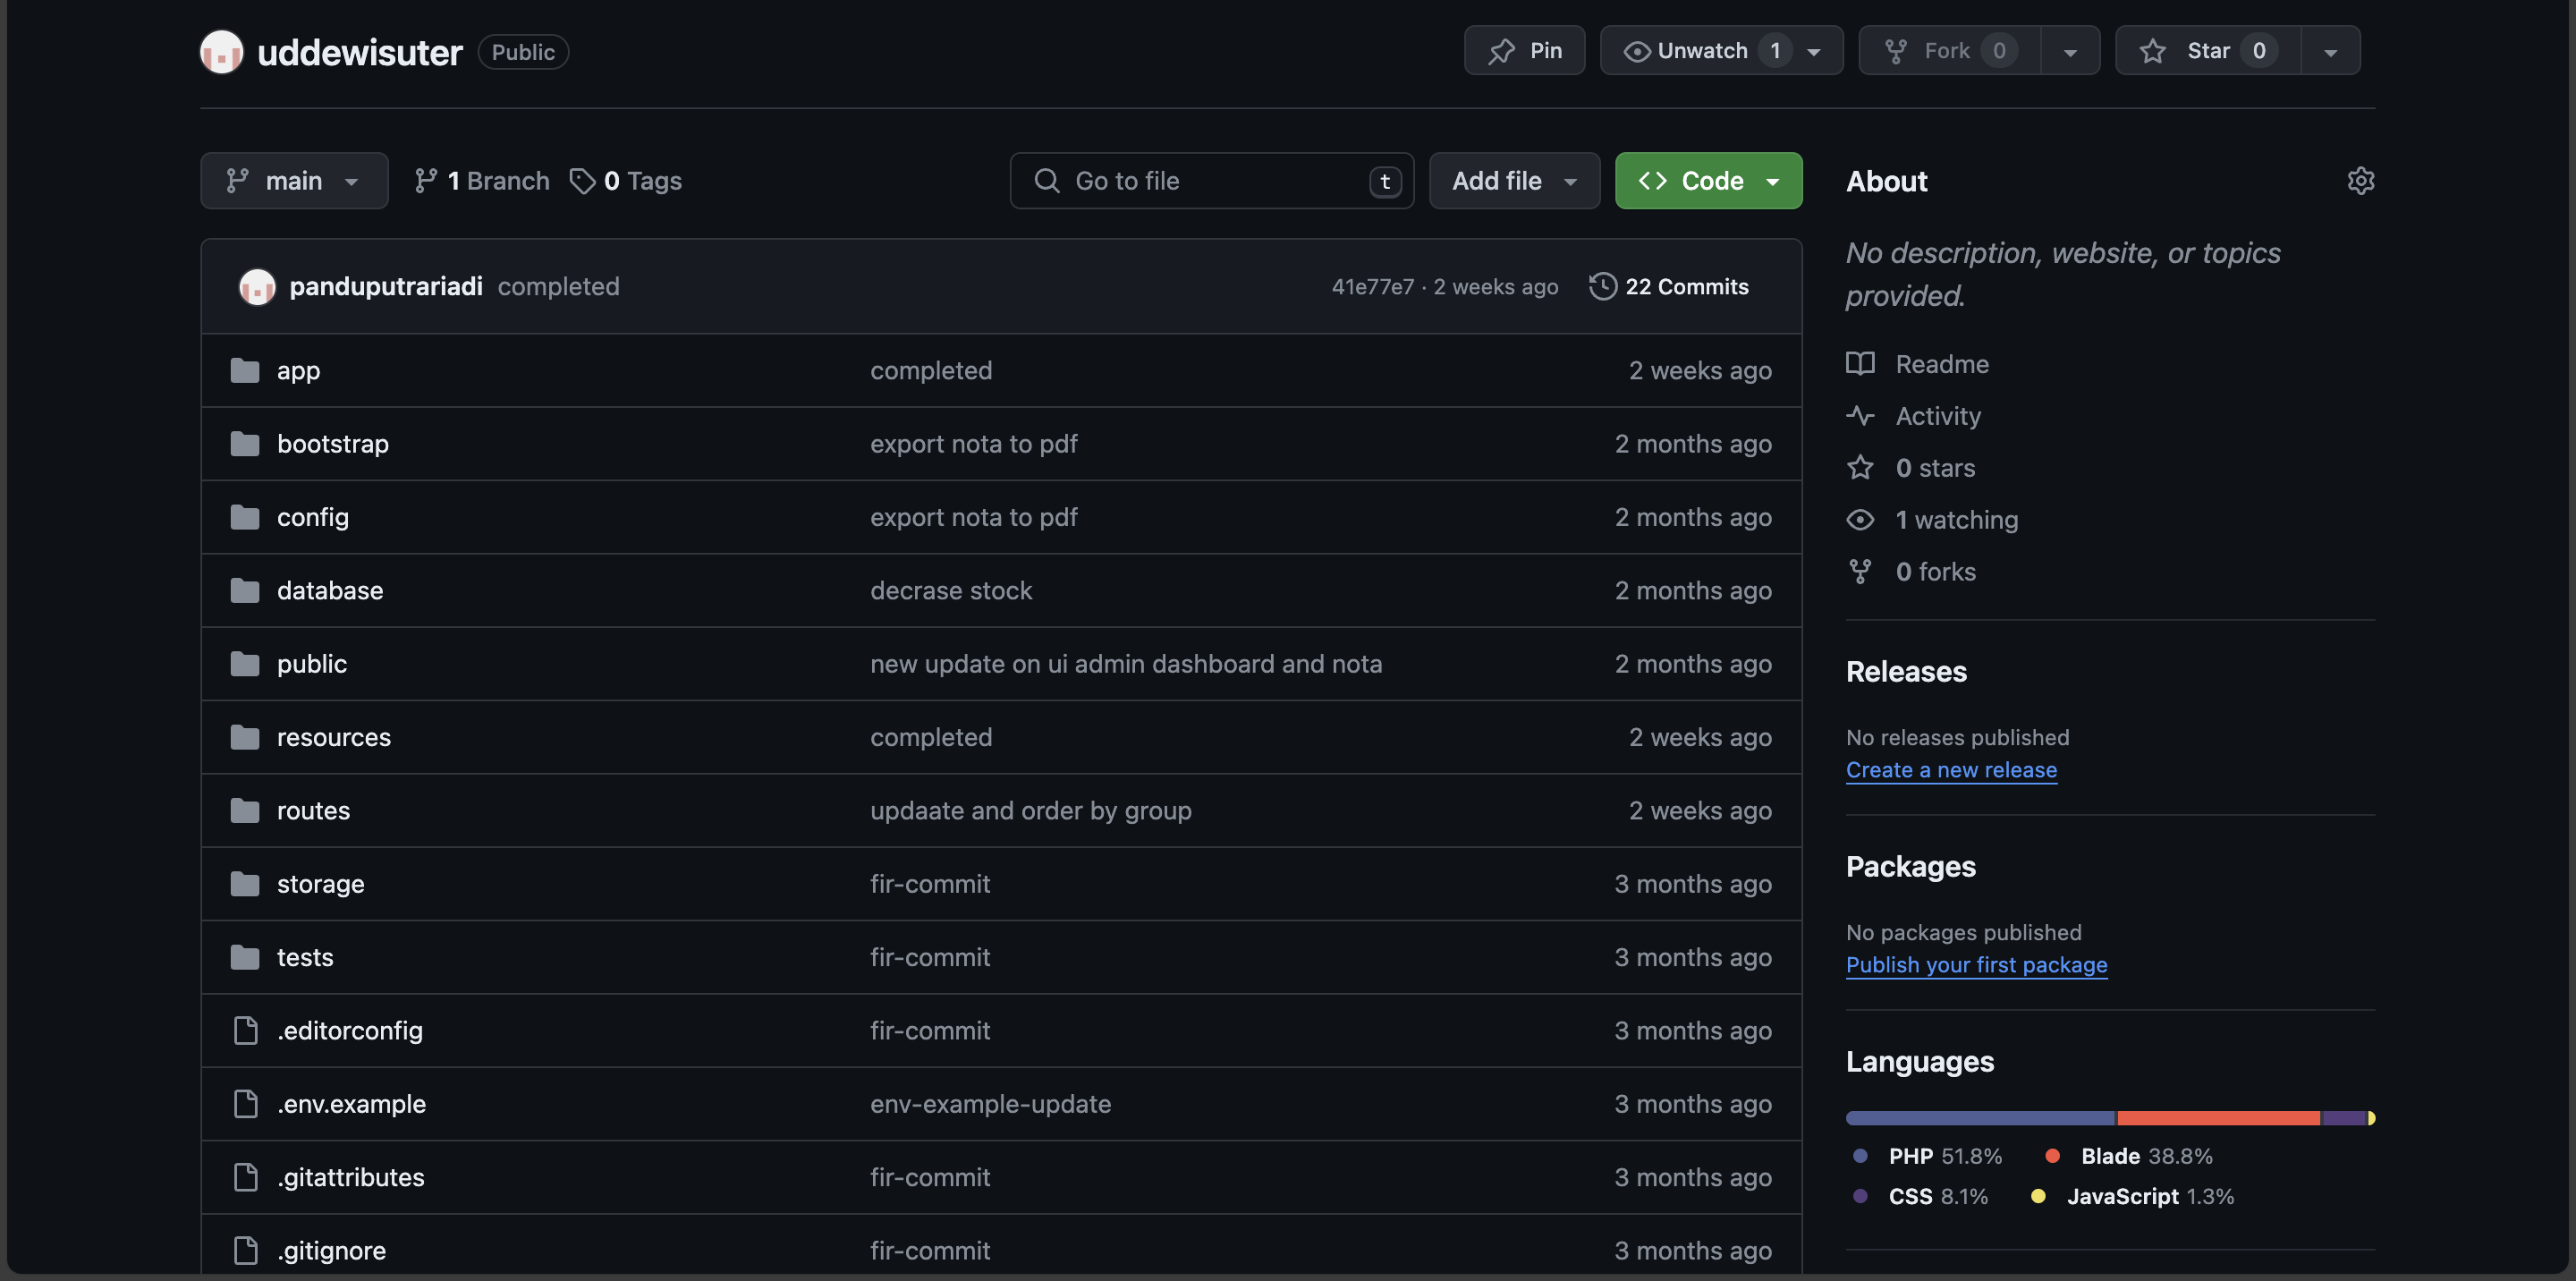 uddewisuter Public Pin Unwatch 1 Fork 0 Star 0
main 1 Branch 0 Tags Go to file t Add file Code
panduputrariadi completed 41e77e7 · 2 weeks ago 22 Commits
app completed 2 weeks ago
bootstrap export nota to pdf 2 months ago
config export nota to pdf 2 months ago
database decrase stock 2 months ago
public new update on ui admin dashboard and nota 2 months ago
resources completed 2 weeks ago
routes updaate and order by group 2 weeks ago
storage fir-commit 3 months ago
tests fir-commit 3 months ago
.editorconfig fir-commit 3 months ago
.env.example env-example-update 3 months ago
.gitattributes fir-commit 3 months ago
.gitignore fir-commit 3 months ago
About
No description, website, or topics
provided.
Readme
Activity
0 stars
1 watching
0 forks
Releases
No releases published
Create a new release
Packages
No packages published
Publish your first package
Languages
PHP 51.8% Blade 38.8%
CSS 8.1% JavaScript 1.3%